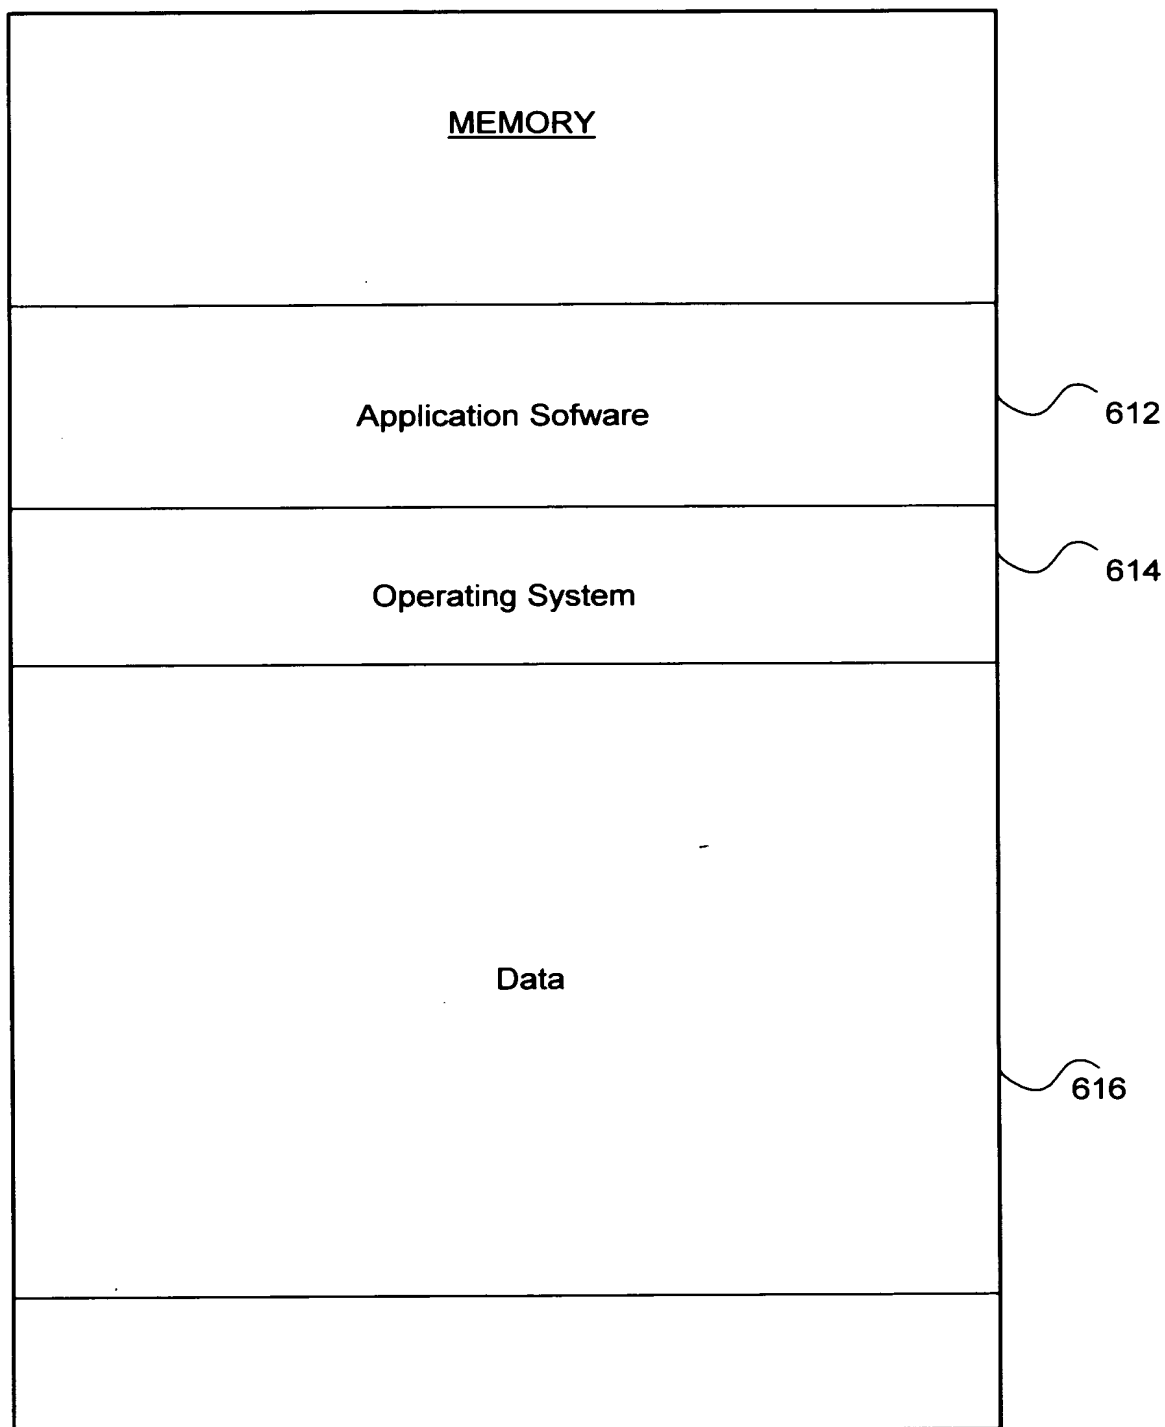 MEMORY
Application Sofware
612
614
Operating System
Data
616